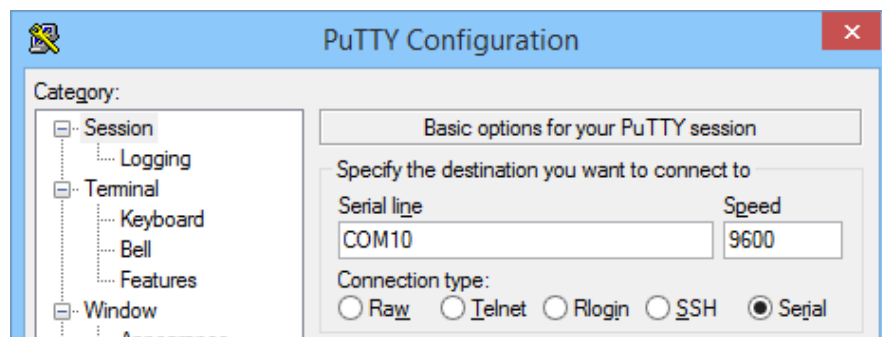 PuTTY Configuration
Category:
Session
Logging
Terminal
Keyboard
Bell
Features
Window
Basic options for your PuTTY session
Specify the destination you want to connect to
Serial line Speed
COM10 9600
Connection type:
Raw Telnet Rlogin SSH Serial